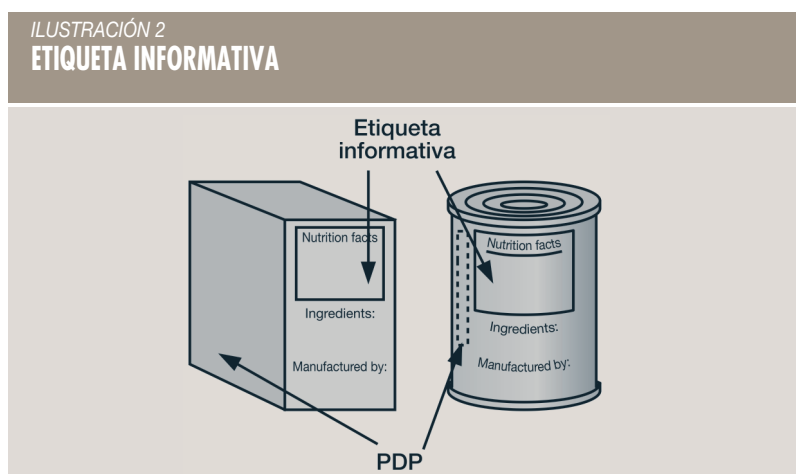 ILUSTRACIÓN 2
ETIQUETA INFORMATIVA
Etiqueta
informativa
Nutrition facts
Ingredients:
Manufactured by:
Nutrition facts
Ingredients:
Manufactured by:
PDP